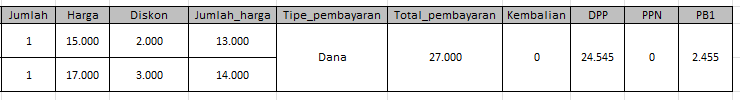 Jumlah Harga Diskon Jumlah_harga Tipe_pembayaran Total_pembayaran Kembalian DPP PPN PB1
1 15.000 2.000 13.000
Dana 27.000 0 24.545 0 2.455
1 17.000 3.000 14.000